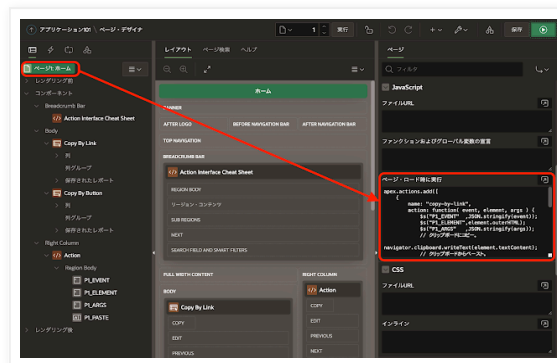 アプリケーション101 \ ページ・デザイナ
1
実行
保存
レイアウト ページ検索 ヘルプ
ページ
ページ1: ホーム
レンダリング前
コンポーネント
Breadcrumb Bar
Action Interface Cheat Sheet
Body
Copy By Link
列
列グループ
保存されたレポート
Copy By Button
列
列グループ
保存されたレポート
Right Column
Action
Region Body
P1_EVENT
P1_ELEMENT
P1_ARGS
P1_PASTE
レンダリング後
ホーム
BANNER
AFTER LOGO
BEFORE NAVIGATION BAR
AFTER NAVIGATION BAR
TOP NAVIGATION
BREADCRUMB BAR
Action Interface Cheat Sheet
REGION BODY
リージョン・コンテンツ
SUB REGIONS
NEXT
SEARCH FIELD AND SMART FILTERS
FULL WIDTH CONTENT
BODY
Copy By Link
COPY
EDIT
PREVIOUS
RIGHT COLUMN
Action
COPY
EDIT
PREVIOUS
NEXT
フィルタ
JavaScript
ファイルURL
ファンクションおよびグローバル変数の宣言
ページ・ロード時に実行
apex.actions.add([
{
name: "copy-by-link",
action: function( event, element, args ) {
$s("P1_EVENT" ,JSON.stringify(event));
$s("P1_ELEMENT",element.outerHTML);
$s("P1_ARGS" ,JSON.stringify(args));
// クリップボードにコピー。
navigator.clipboard.writeText(element.textContent);
// クリップボードからペースト。
CSS
ファイルURL
インライン